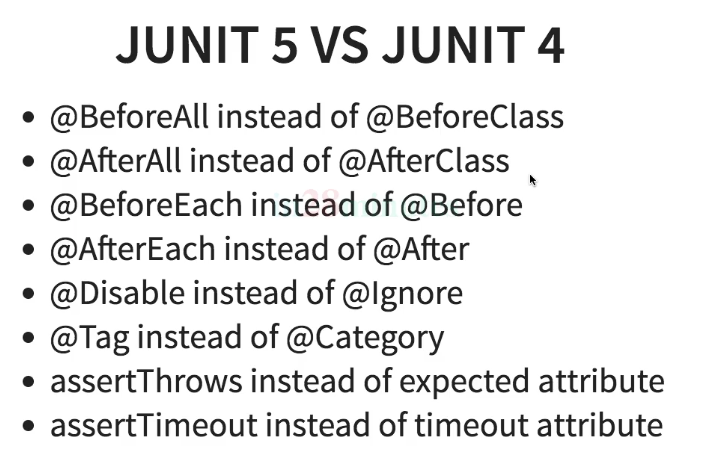 JUNIT 5 VS JUNIT 4
• @BeforeAll instead of @BeforeClass
• @AfterAll instead of @AfterClass
• @BeforeEach instead of @Before
• @AfterEach instead of @After
• @Disable instead of @Ignore
• @Tag instead of @Category
• assertThrows instead of expected attribute
• assertTimeout instead of timeout attribute